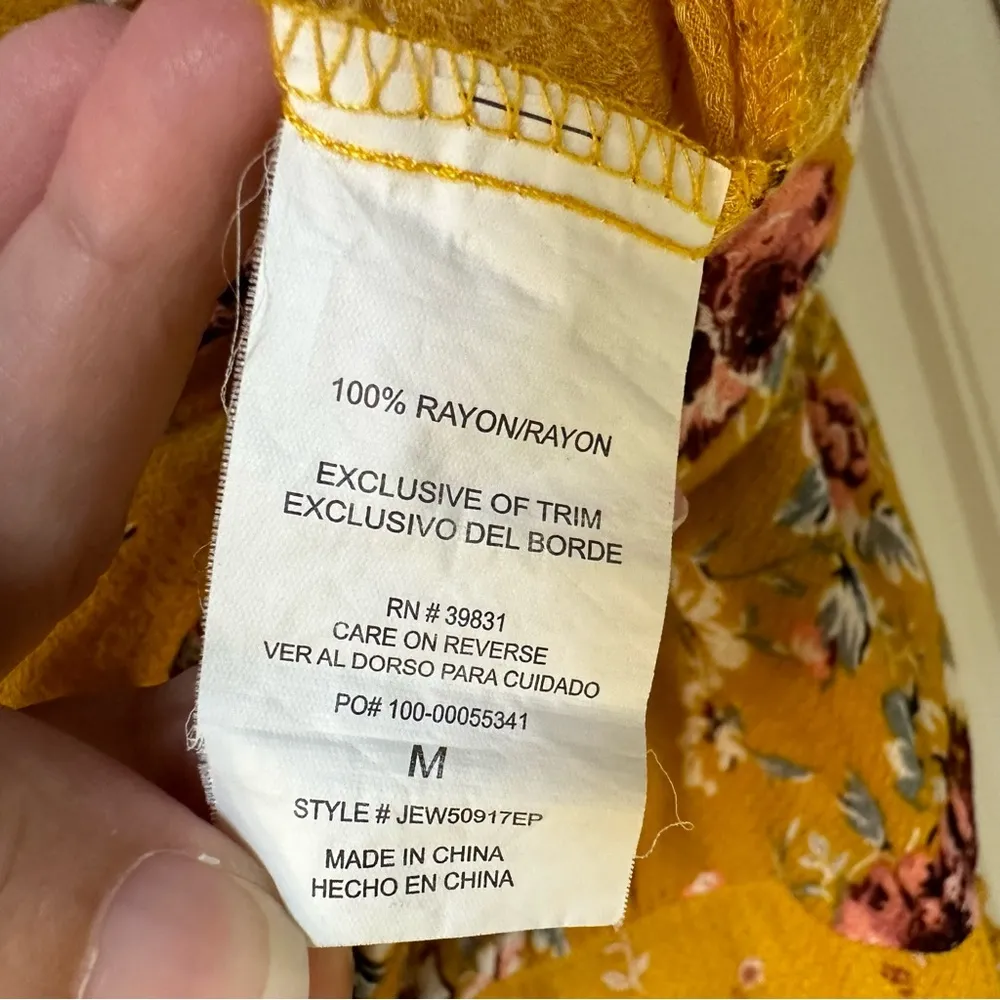 100% RAYON/RAYON
EXCLUSIVE OF TRIM
EXCLUSIVO DEL BORDE
RN # 39831
CARE ON REVERSE
VER AL DORSO PARA CUIDADO
PO# 100-00055341
M
STYLE # JEW50917EP
MADE IN CHINA
HECHO EN CHINA